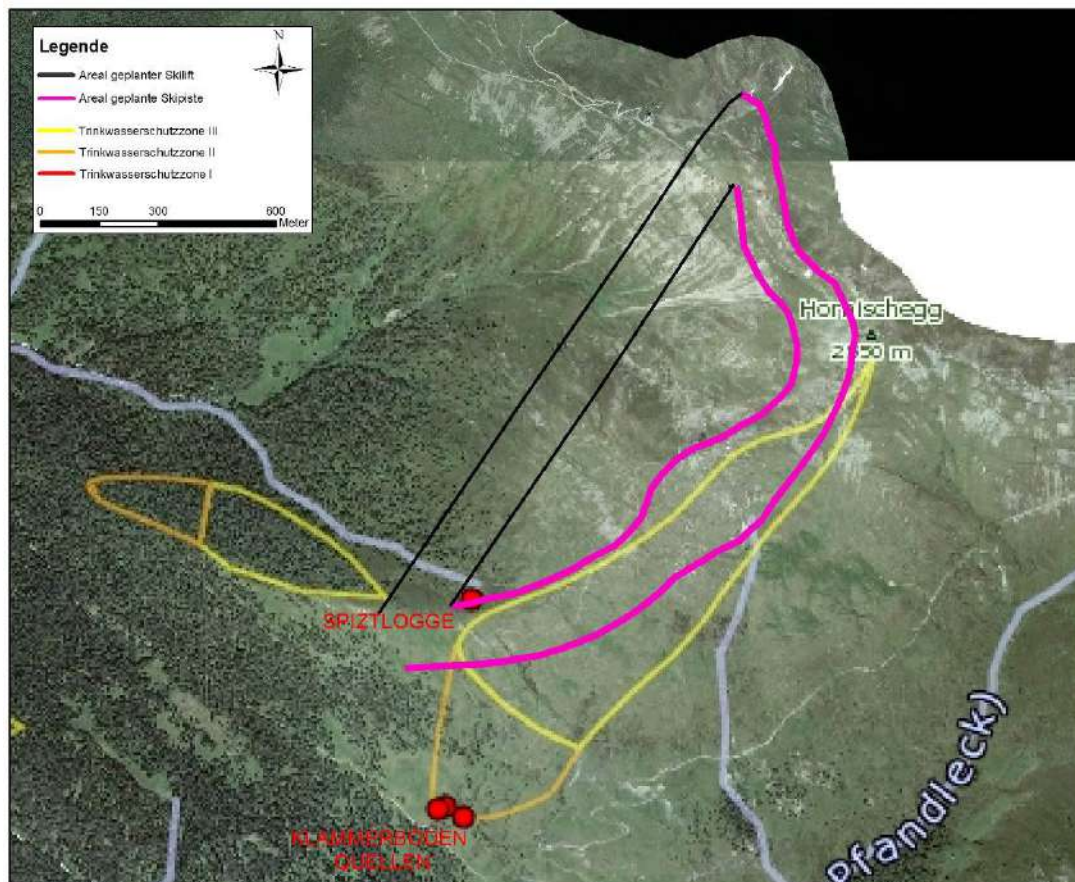 Legende
N
Areal geplanter Skilift
Areal geplante Skipiste
Trinkwasserschutzzone III
Trinkwasserschutzzone II
Trinkwasserschutzzone I
0 150 300 600
Meter
SPIZTLOGGE
KLAMMERBÖDEN
QUELLEN
Pfandleck)